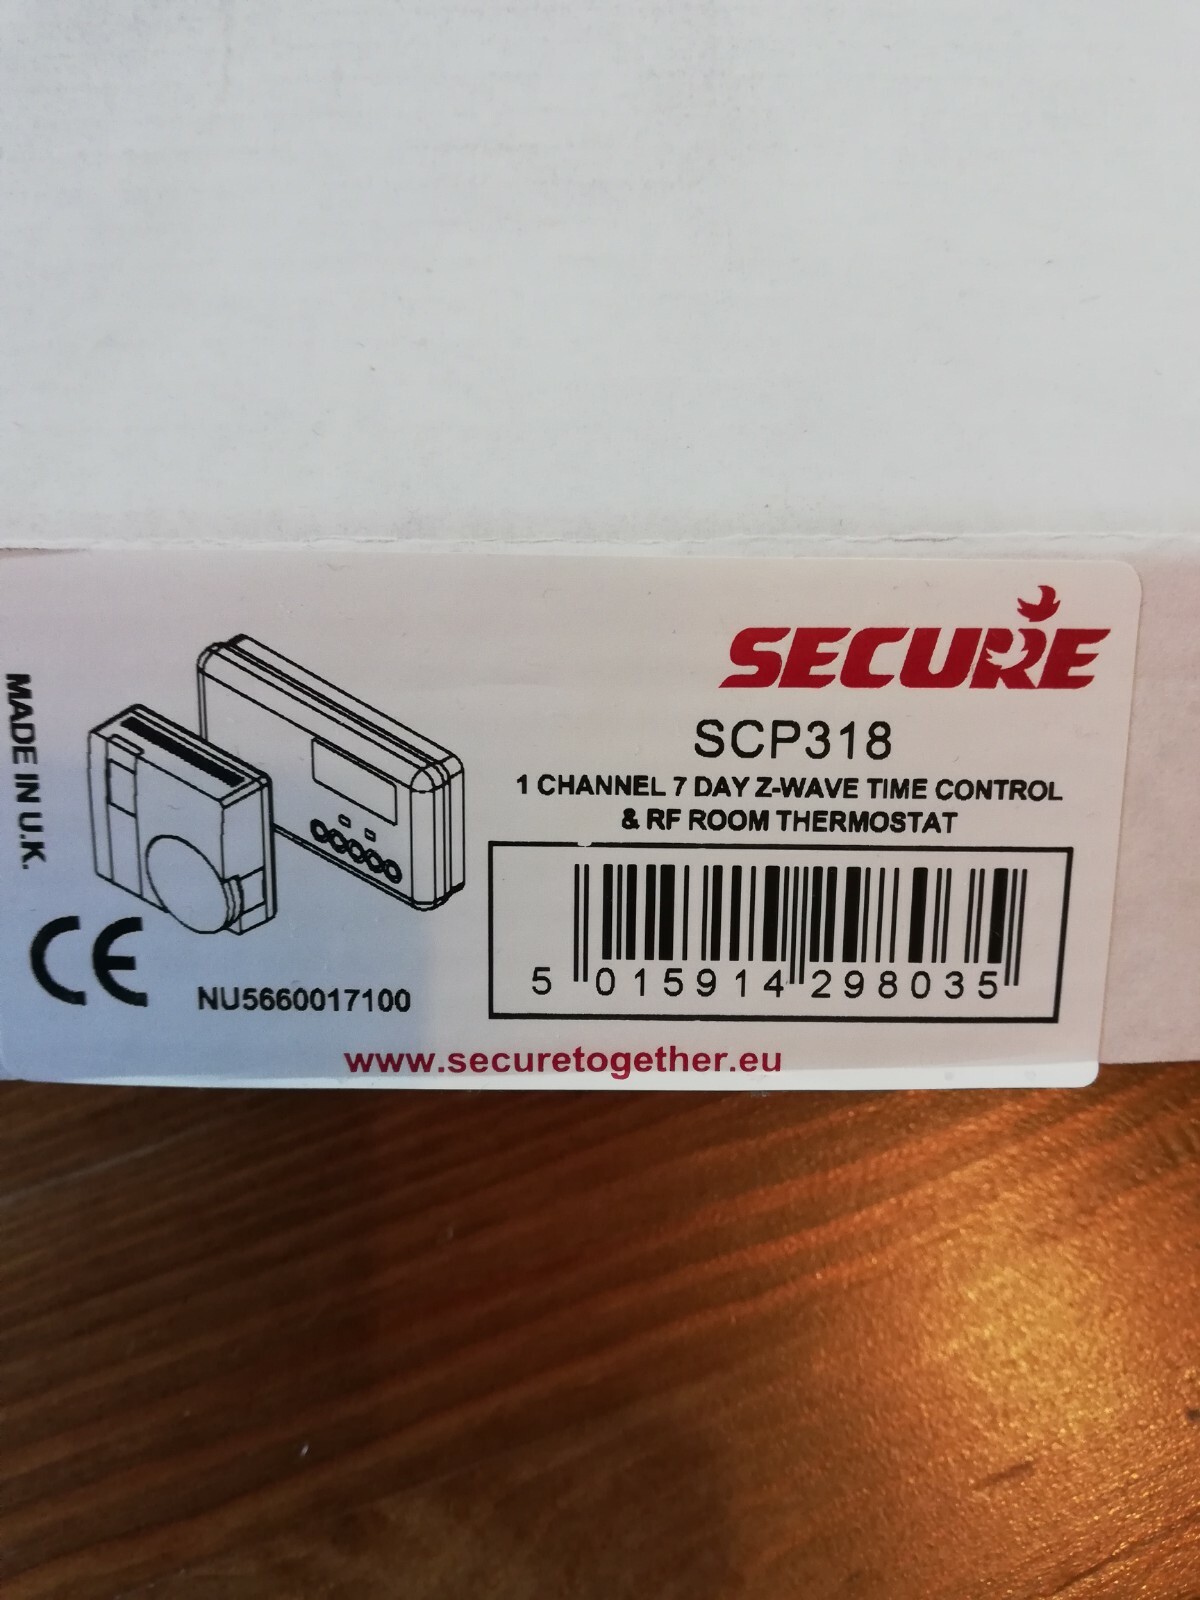 SECURE
SCP318
1 CHANNEL 7 DAY Z-WAVE TIME CONTROL
& RF ROOM THERMOSTAT
5 015914 298035
MADE IN U.K.
CE
NU5660017100
www.securetogether.eu